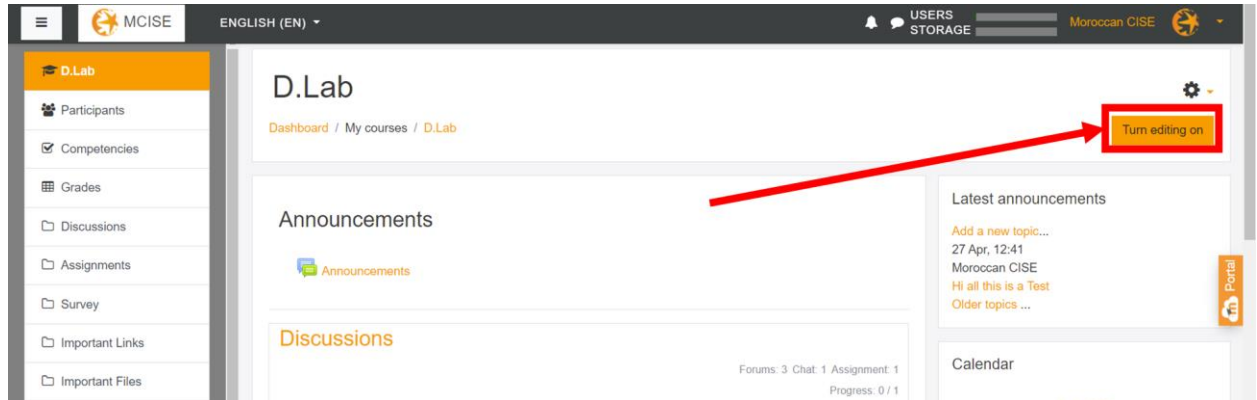 MCISE
ENGLISH (EN)
USERS
STORAGE
Moroccan CISE
D.Lab
Participants
Competencies
Grades
Discussions
Assignments
Survey
Important Links
Important Files
D.Lab
Dashboard / My courses / D.Lab
Turn editing on
Announcements
Announcements
Discussions
Forums: 3 Chat: 1 Assignment: 1
Progress: 0 / 1
Latest announcements
Add a new topic...
27 Apr, 12:41
Moroccan CISE
Hi all this is a Test
Older topics ...
Calendar
m Portal